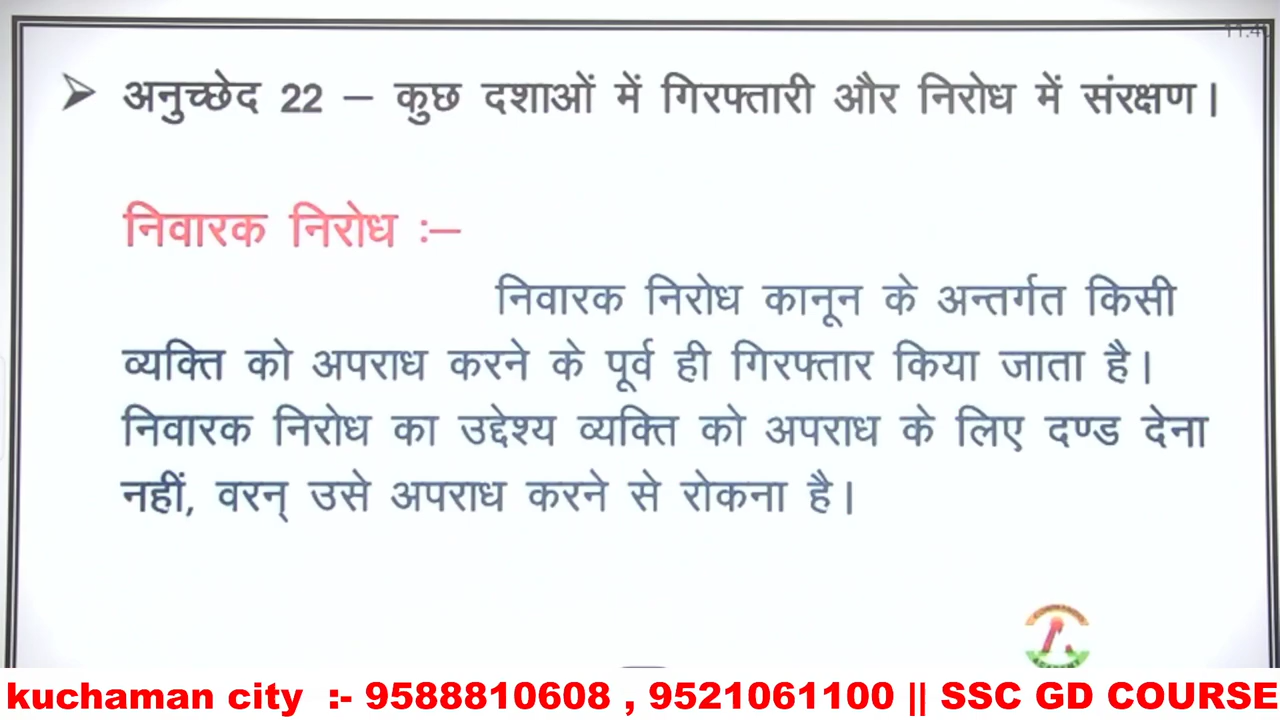 ➢ अनुच्छेद 22 – कुछ दशाओं में गिरफ्तारी और निरोध में संरक्षण।
निवारक निरोध :–
निवारक निरोध कानून के अन्तर्गत किसी
व्यक्ति को अपराध करने के पूर्व ही गिरफ्तार किया जाता है।
निवारक निरोध का उद्देश्य व्यक्ति को अपराध के लिए दण्ड देना
नहीं, वरन् उसे अपराध करने से रोकना है।
kuchaman city :- 9588810608 , 9521061100 || SSC GD COURSE